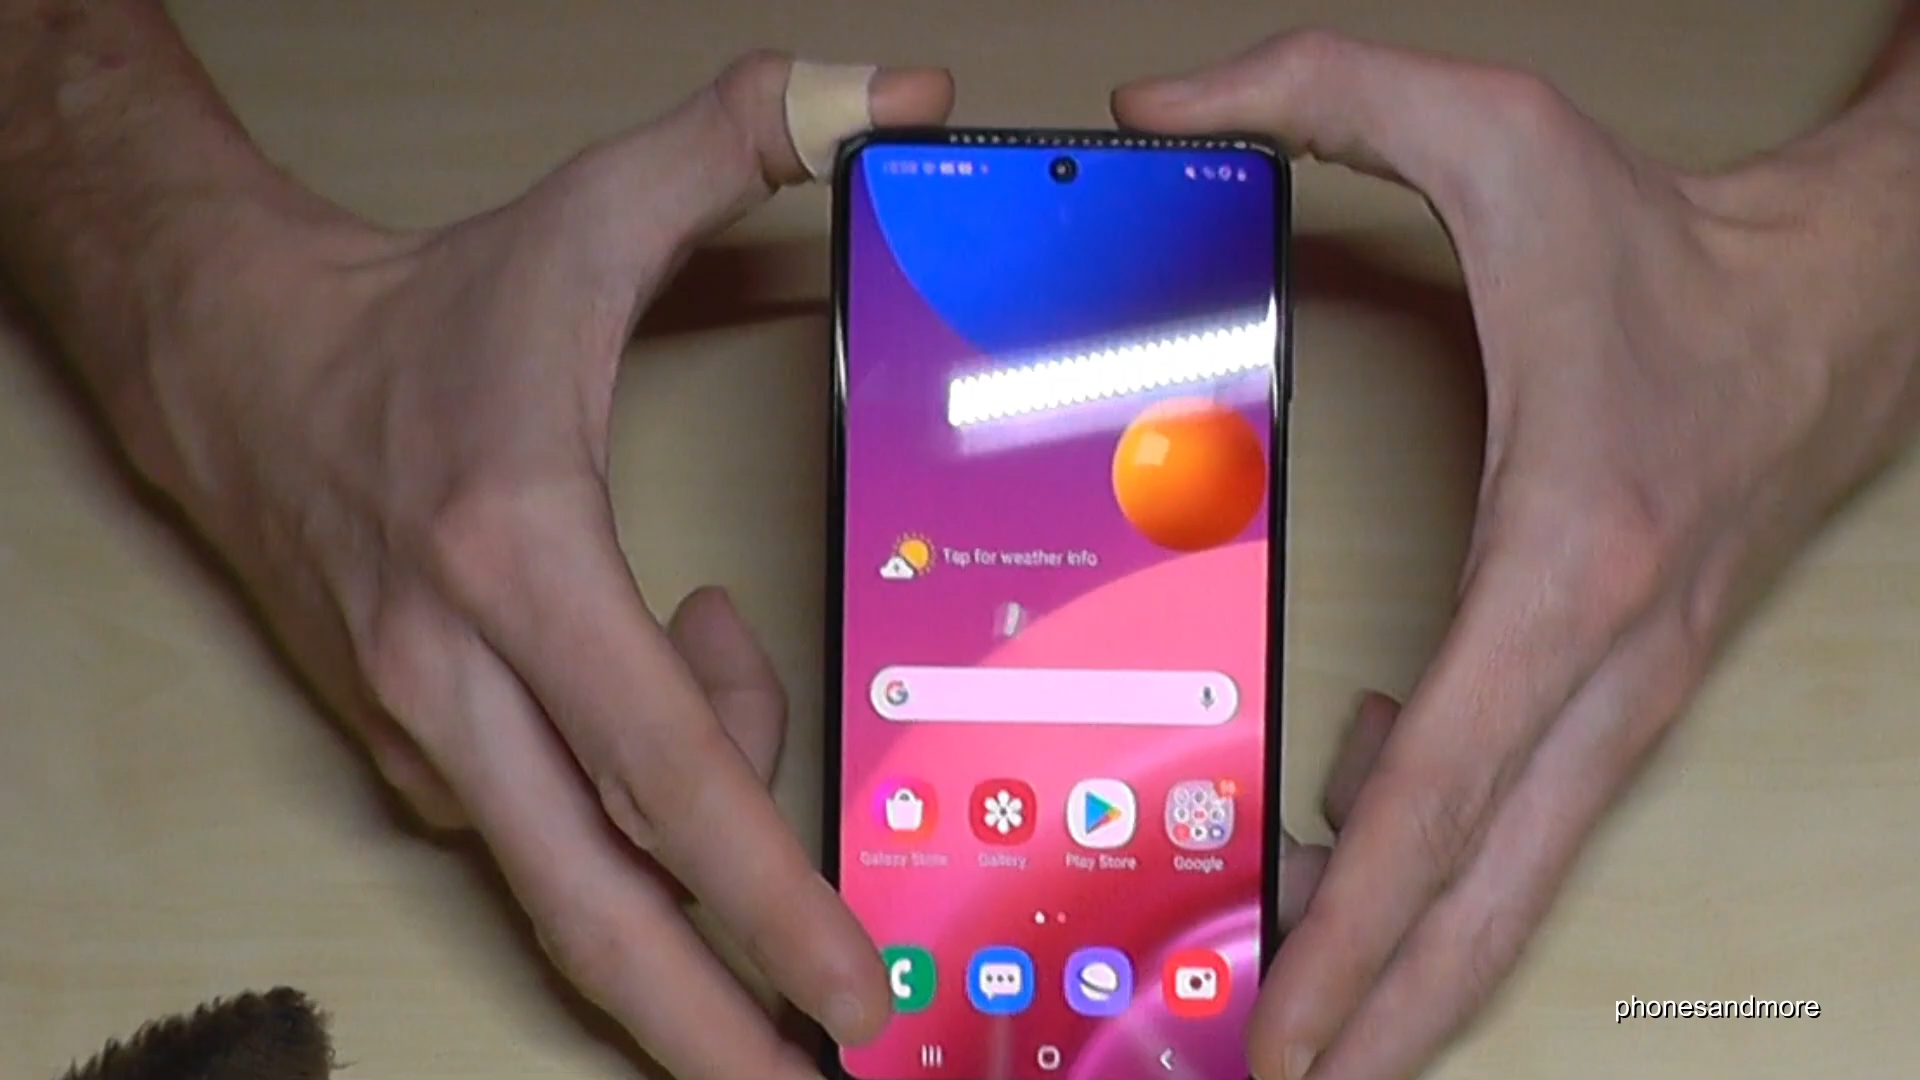 Tap for weather info
G
Galaxy Store Gallery Play Store Google
phonesandmore